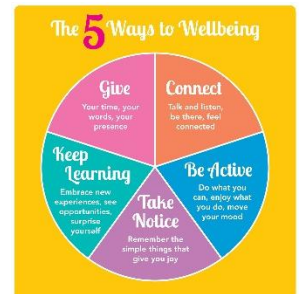 The 5 Ways to Wellbeing
Give
Your time, your
words, your
presence
Connect
Talk and listen,
be there, feel
connected
Keep
Learning
Embrace new
experiences, see
opportunities,
surprise
yourself
Be Active
Do what you
can, enjoy what
you do, move
your mood
Take
Notice
Remember the
simple things that
give you joy